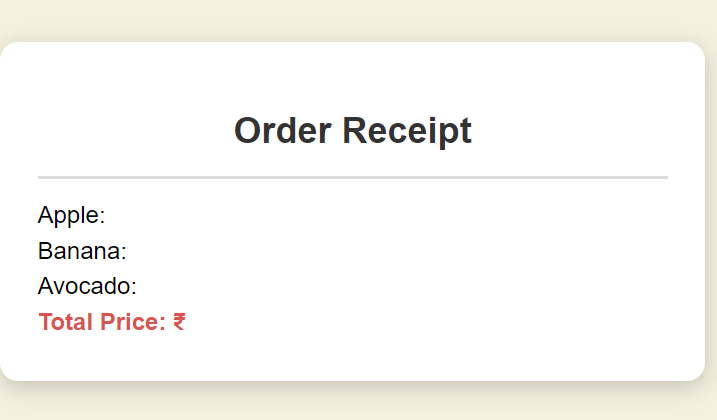 Order Receipt
Apple:
Banana:
Avocado:
Total Price: ₹